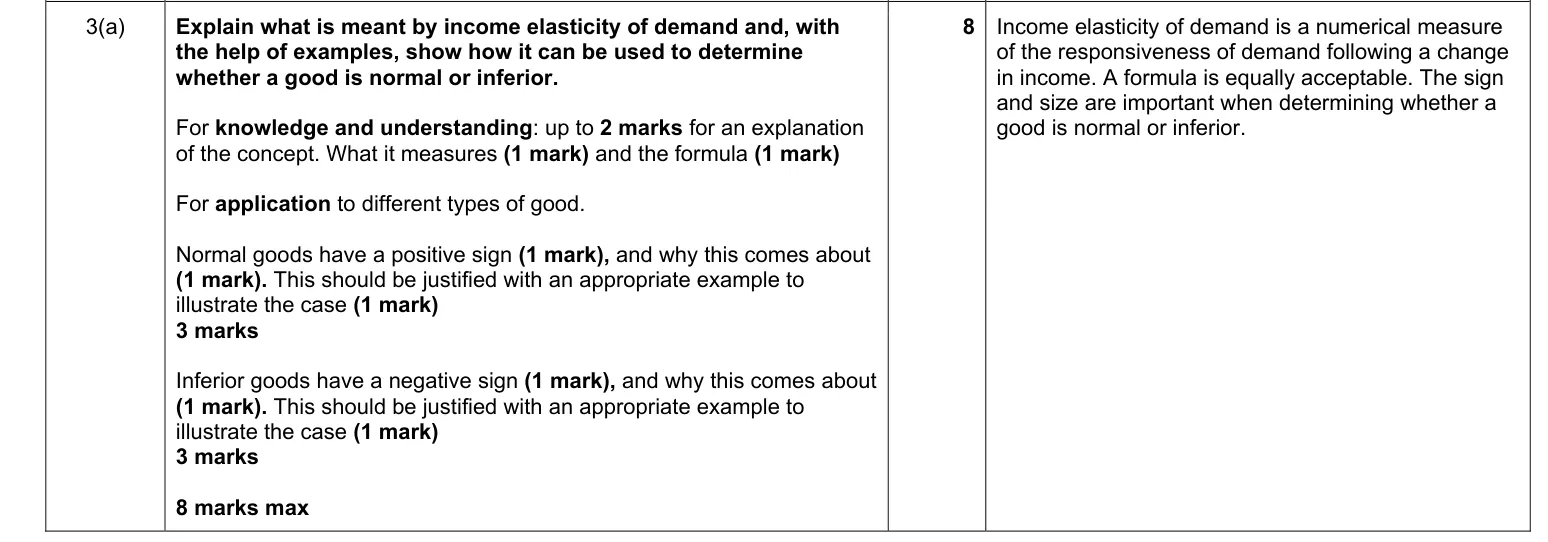 3(a)
Explain what is meant by income elasticity of demand and, with
the help of examples, show how it can be used to determine
whether a good is normal or inferior.
For knowledge and understanding: up to 2 marks for an explanation
of the concept. What it measures (1 mark) and the formula (1 mark)
For application to different types of good.
Normal goods have a positive sign (1 mark), and why this comes about
(1 mark). This should be justified with an appropriate example to
illustrate the case (1 mark)
3 marks
Inferior goods have a negative sign (1 mark), and why this comes about
(1 mark). This should be justified with an appropriate example to
illustrate the case (1 mark)
3 marks
8 marks max
8
Income elasticity of demand is a numerical measure
of the responsiveness of demand following a change
in income. A formula is equally acceptable. The sign
and size are important when determining whether a
good is normal or inferior.